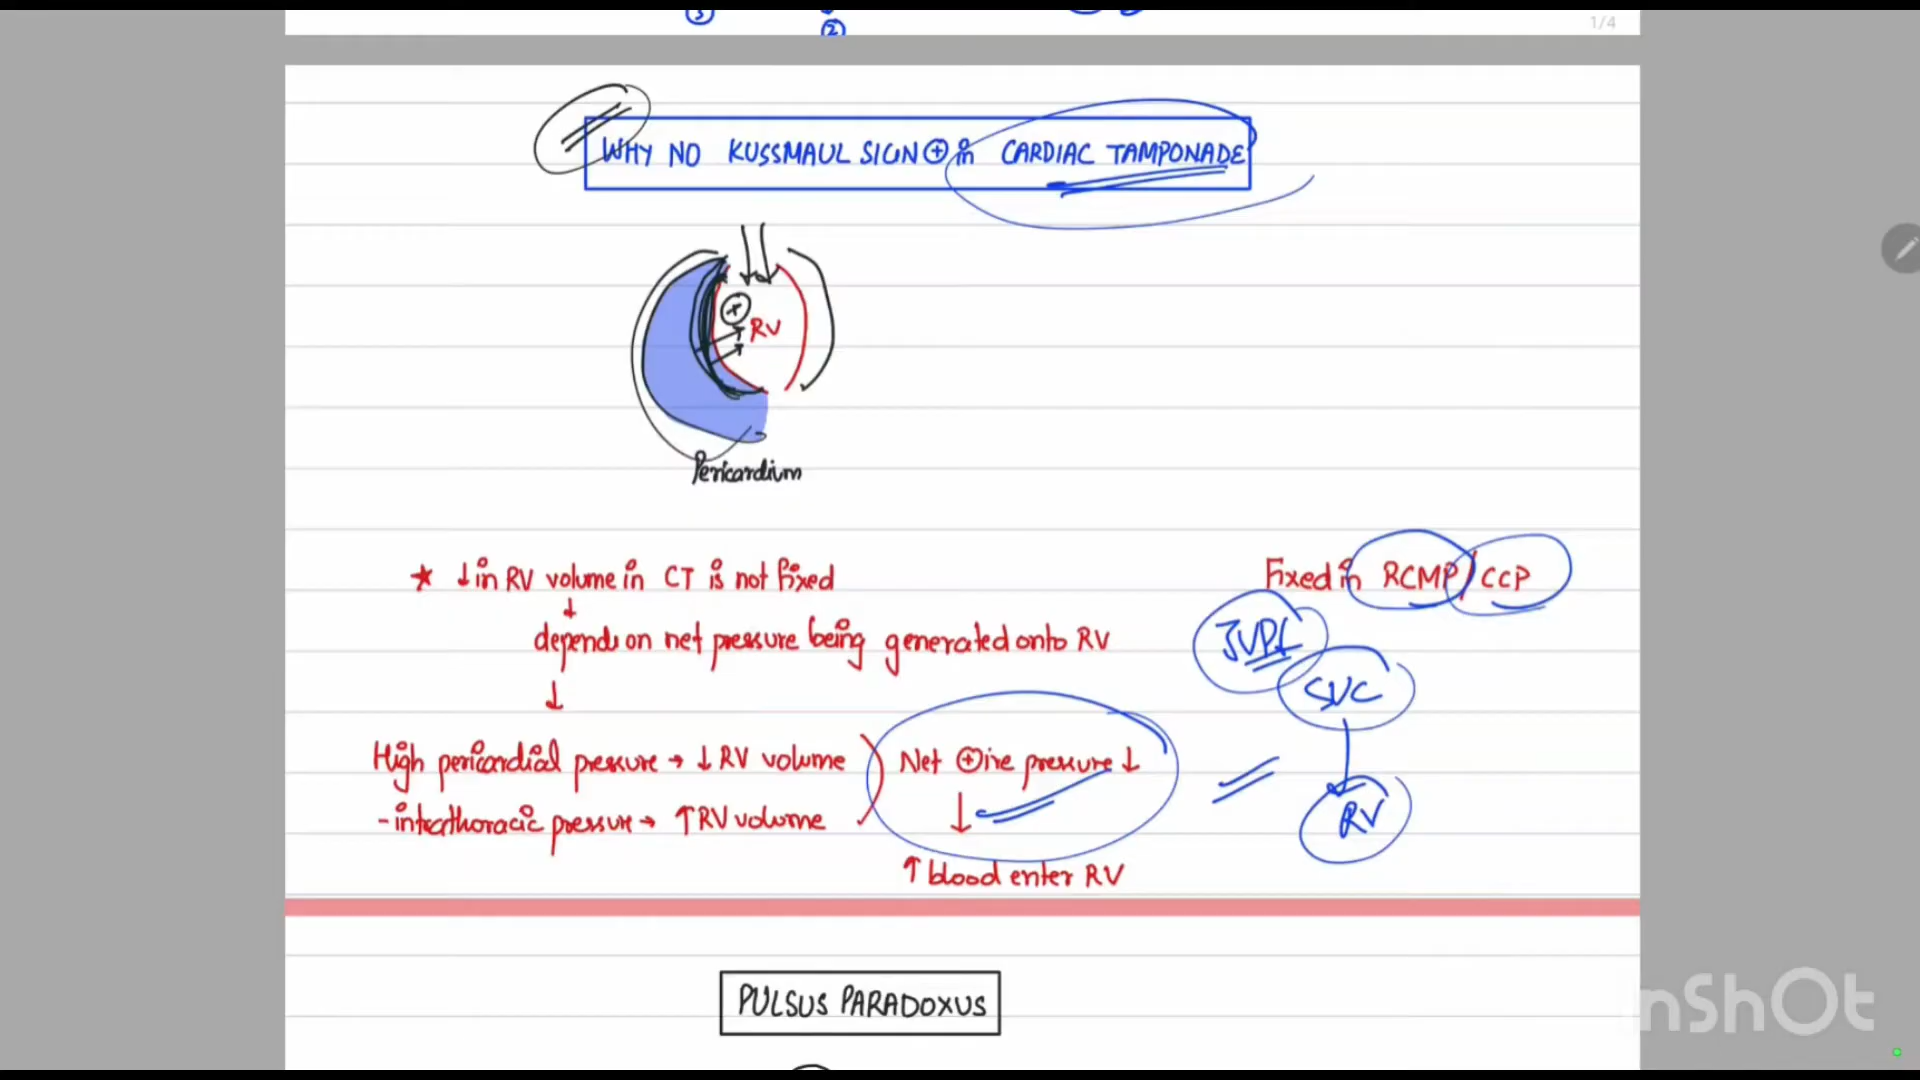 ③
②
1/4
WHY NO KUSSMAUL SIGN ⊕ in CARDIAC TAMPONADE
⊕
RV
Pericardium
★ ↓ in RV volume in CT is not fixed
Fixed in RCMP/CCP
↓
depends on net pressure being generated onto RV
JVP↑
SVC
↓
High pericardial pressure → ↓ RV volume
Net ⊕ive pressure ↓
- intrathoracic pressure → ↑ RV volume
↓
RV
↑ blood enter RV
PULSUS PARADOXUS
InShOt